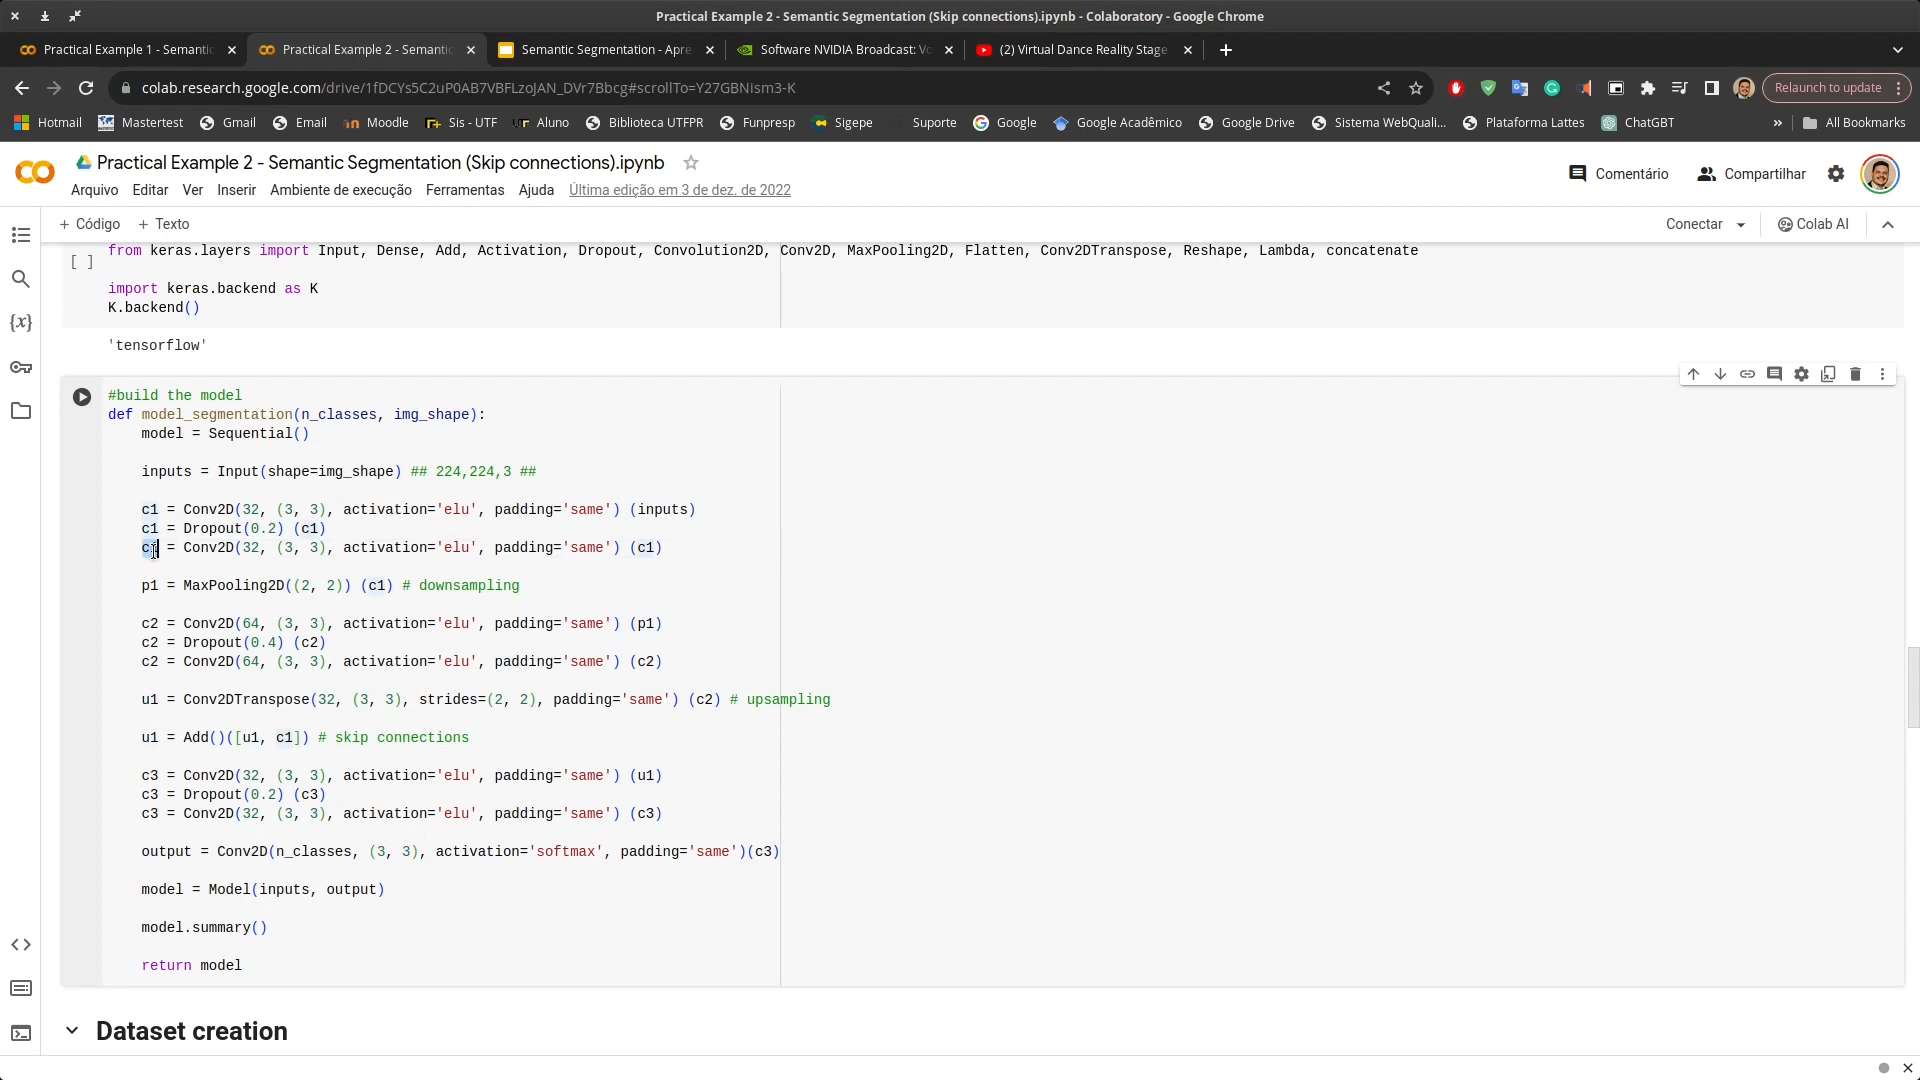 Practical Example 2 - Semantic Segmentation (Skip connections).ipynb - Colaboratory - Google Chrome
Practical Example 1 - Semantic
Practical Example 2 - Semantic
Semantic Segmentation - Apre
Software NVIDIA Broadcast: Vo
(2) Virtual Dance Reality Stage
colab.research.google.com/drive/1fDCYs5C2uP0AB7VBFLzoJAN_DVr7Bbcg#scrollTo=Y27GBNism3-K
Relaunch to update
Hotmail Mastertest Gmail Email Moodle Sis - UTF Aluno Biblioteca UTFPR Funpresp Sigepe Suporte Google Google Acadêmico Google Drive Sistema WebQuali... Plataforma Lattes ChatGBT » All Bookmarks
Practical Example 2 - Semantic Segmentation (Skip connections).ipynb
Comentário Compartilhar
Arquivo Editar Ver Inserir Ambiente de execução Ferramentas Ajuda Última edição em 3 de dez. de 2022
+ Código + Texto Conectar Colab AI
from keras.layers import Input, Dense, Add, Activation, Dropout, Convolution2D, Conv2D, MaxPooling2D, Flatten, Conv2DTranspose, Reshape, Lambda, concatenate
[ ]
import keras.backend as K
K.backend()
'tensorflow'
#build the model
def model_segmentation(n_classes, img_shape):
model = Sequential()
inputs = Input(shape=img_shape) ## 224,224,3 ##
c1 = Conv2D(32, (3, 3), activation='elu', padding='same') (inputs)
c1 = Dropout(0.2) (c1)
c1 = Conv2D(32, (3, 3), activation='elu', padding='same') (c1)
p1 = MaxPooling2D((2, 2)) (c1) # downsampling
c2 = Conv2D(64, (3, 3), activation='elu', padding='same') (p1)
c2 = Dropout(0.4) (c2)
c2 = Conv2D(64, (3, 3), activation='elu', padding='same') (c2)
u1 = Conv2DTranspose(32, (3, 3), strides=(2, 2), padding='same') (c2) # upsampling
u1 = Add()([u1, c1]) # skip connections
c3 = Conv2D(32, (3, 3), activation='elu', padding='same') (u1)
c3 = Dropout(0.2) (c3)
c3 = Conv2D(32, (3, 3), activation='elu', padding='same') (c3)
output = Conv2D(n_classes, (3, 3), activation='softmax', padding='same')(c3)
model = Model(inputs, output)
model.summary()
return model
Dataset creation